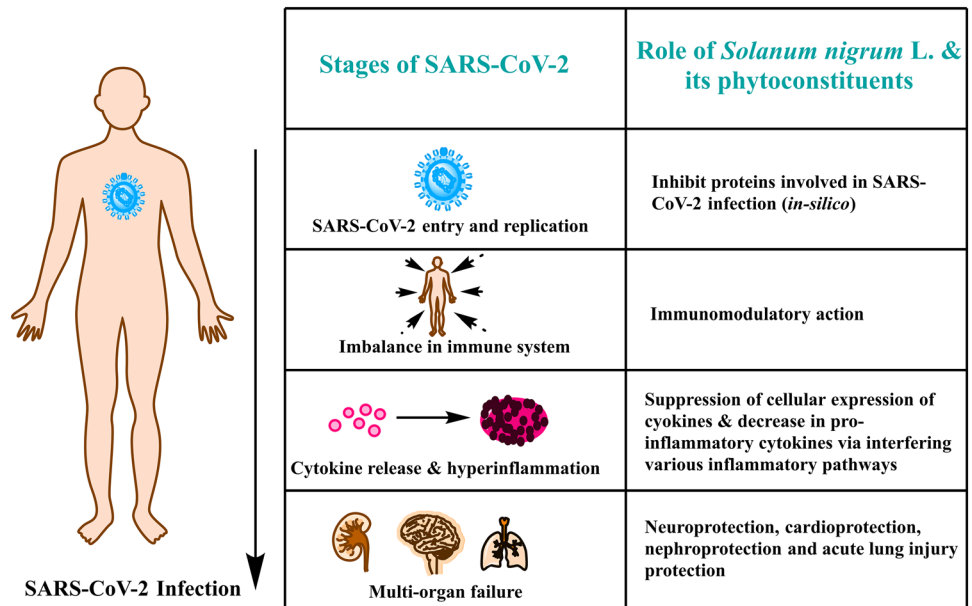 Stages of SARS-CoV-2
Role of Solanum nigrum L. &
its phytoconstituents
SARS-CoV-2 entry and replication
Inhibit proteins involved in SARS-
CoV-2 infection (in-silico)
Imbalance in immune system
Immunomodulatory action
Cytokine release & hyperinflammation
Suppression of cellular expression of
cyokines & decrease in pro-
inflammatory cytokines via interfering
various inflammatory pathways
Multi-organ failure
Neuroprotection, cardioprotection,
nephroprotection and acute lung injury
protection
SARS-CoV-2 Infection